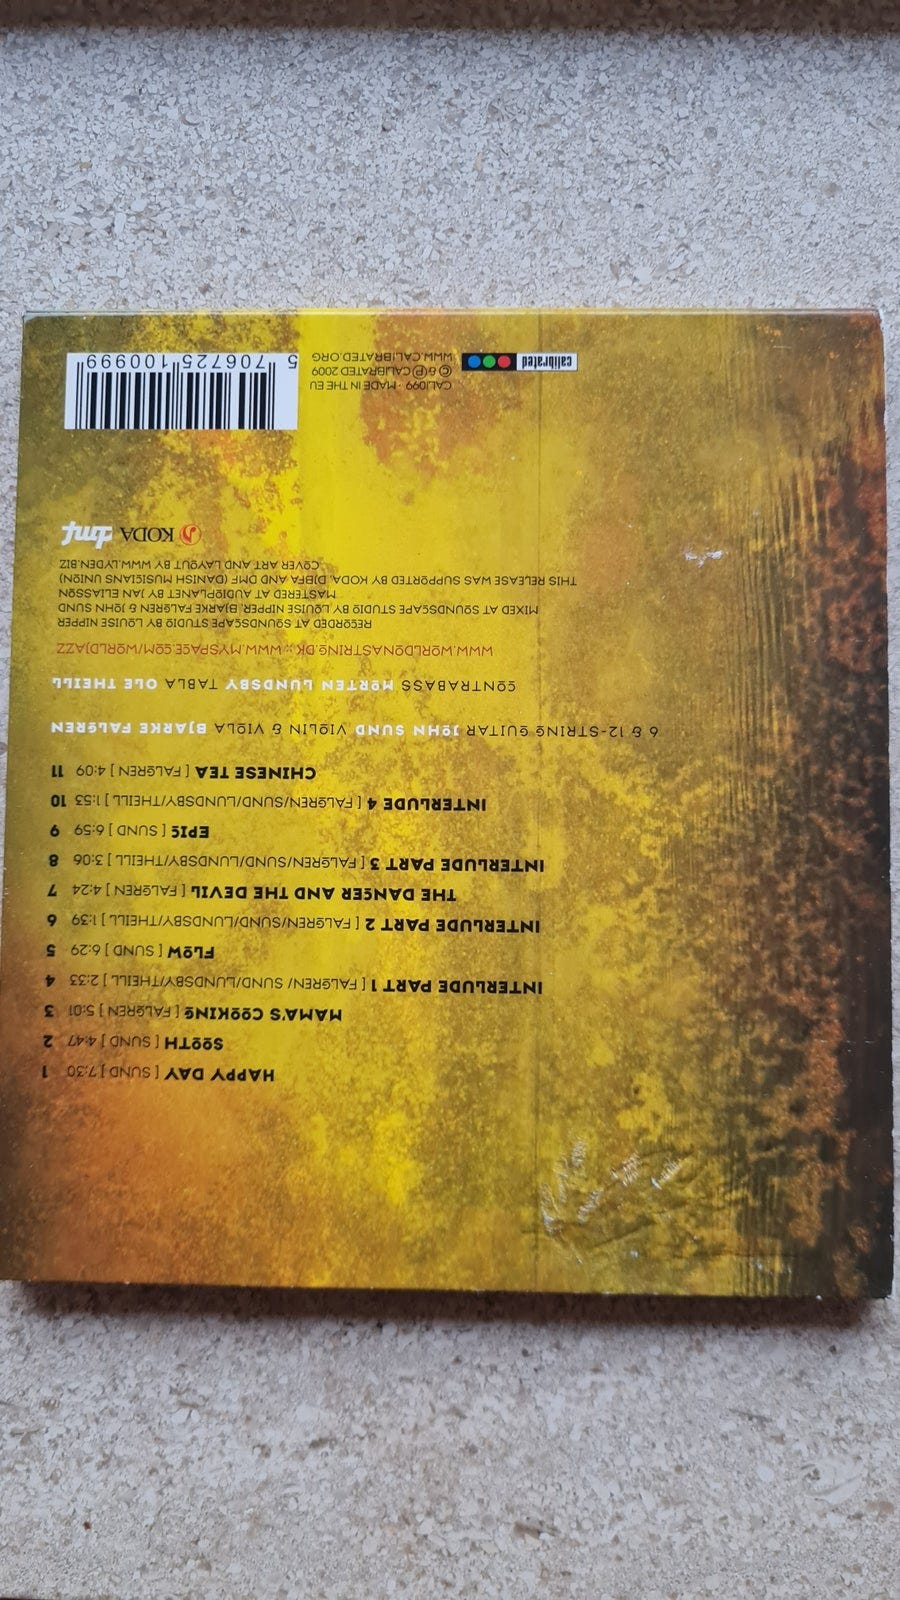 HAPPY DAY [ SUND ] 7:30 1
SOOTH [ SUND ] 4:47 2
MAMA'S COOKING [ FALGREN ] 5:01 3
INTERLUDE PART 1 [ FALGREN/ SUND/LUNDSBY/THEILL ] 2:33 4
FLOW [ SUND ] 6:29 5
INTERLUDE PART 2 [ FALGREN/SUND/LUNDSBY/THEILL ] 1:39 6
THE DANCER AND THE DEVIL [ FALGREN ] 4:24 7
INTERLUDE PART 3 [ FALGREN/SUND/LUNDSBY/THEILL ] 3:06 8
EPIC [ SUND ] 6:59 9
INTERLUDE 4 [ FALGREN/SUND/LUNDSBY/THEILL ] 1:53 10
CHINESE TEA [ FALGREN ] 4:09 11
6 & 12-STRING GUITAR JOHN SUND VIOLIN & VIOLA BJARKE FALGREN
CONTRABASS MORTEN LUNDSBY TABLA OLE THEILL
WWW.WORLDONASTRING.DK :: WWW.MYSPACE.COM/WORLDJAZZ
RECORDED AT SOUNDSCAPE STUDIO BY LOUISE NIPPER
MIXED AT SOUNDSCAPE STUDIO BY LOUISE NIPPER, BJARKE FALGREN & JOHN SUND
MASTERED AT AUDIOPLANET BY JAN ELIASSON
THIS RELEASE WAS SUPPORTED BY KODA, DJBFA AND DMF (DANISH MUSICIANS UNION)
COVER ART AND LAYOUT BY WWW.LYDEN.BIZ
KODA dmf
calibrated
CALI099 · MADE IN THE EU
© & ℗ CALIBRATED 2009
WWW.CALIBRATED.ORG
5 706725 100999